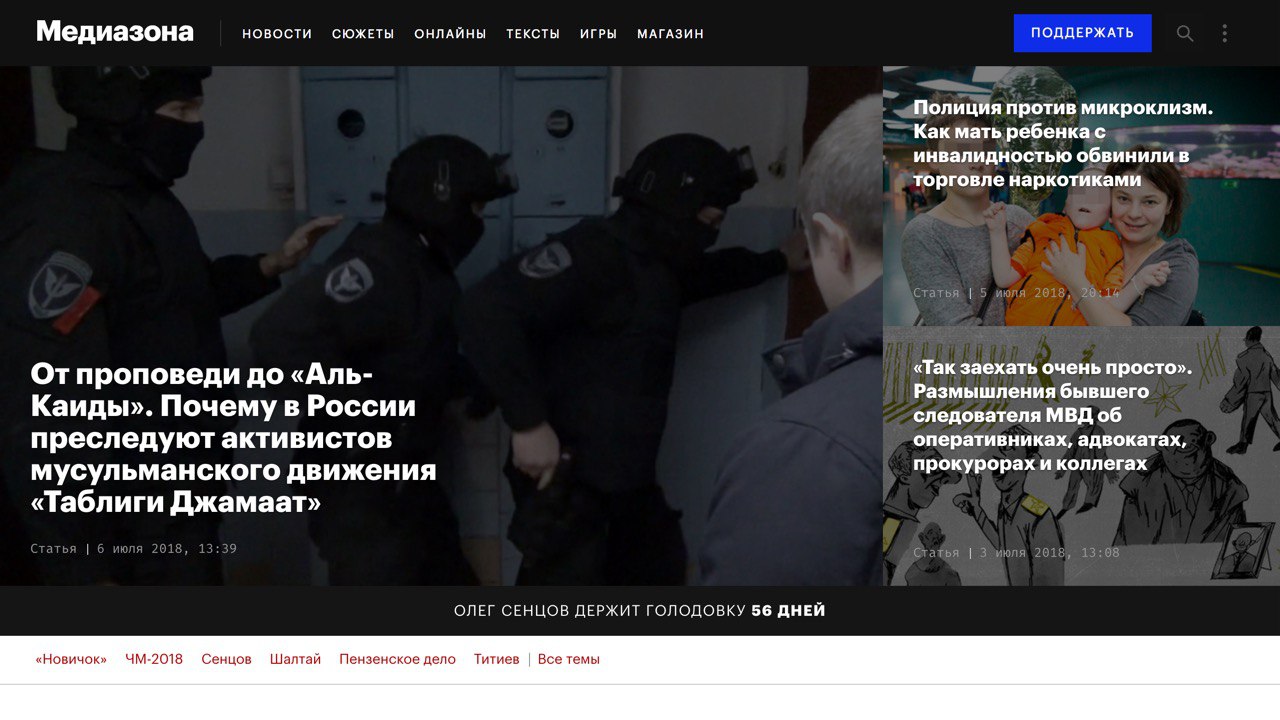 Медиазона
НОВОСТИ СЮЖЕТЫ ОНЛАЙНЫ ТЕКСТЫ ИГРЫ МАГАЗИН
ПОДДЕРЖАТЬ
От проповеди до «Аль-
Каиды». Почему в России
преследуют активистов
мусульманского движения
«Таблиги Джамаат»
Статья | 6 июля 2018, 13:39
Полиция против микроклизм.
Как мать ребенка с
инвалидностью обвинили в
торговле наркотиками
Статья | 5 июля 2018, 20:14
«Так заехать очень просто».
Размышления бывшего
следователя МВД об
оперативниках, адвокатах,
прокурорах и коллегах
Статья | 3 июля 2018, 13:08
ОЛЕГ СЕНЦОВ ДЕРЖИТ ГОЛОДОВКУ 56 ДНЕЙ
«Новичок» ЧМ-2018 Сенцов Шалтай Пензенское дело Титиев | Все темы